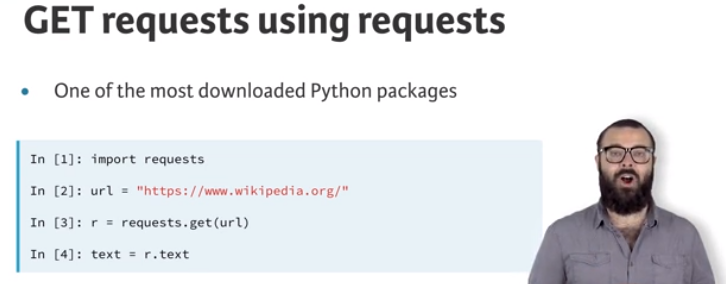 GET requests using requests
• One of the most downloaded Python packages
In [1]: import requests
In [2]: url = "https://www.wikipedia.org/"
In [3]: r = requests.get(url)
In [4]: text = r.text